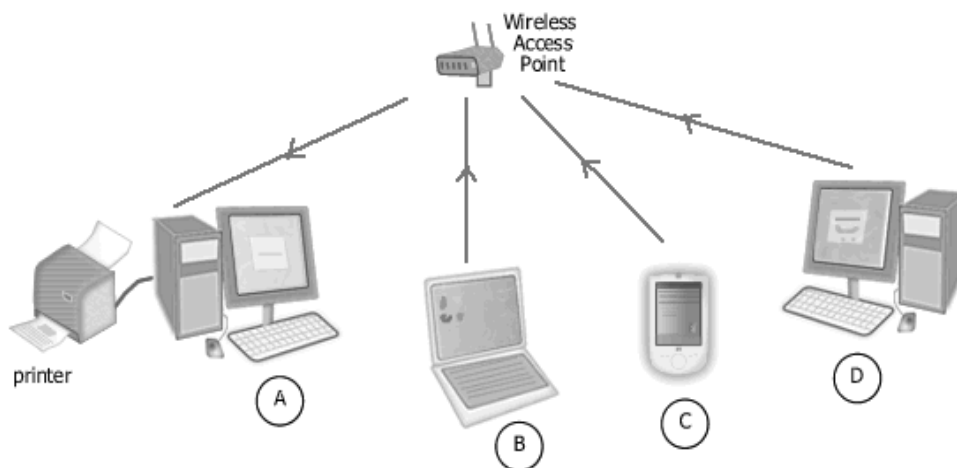 Wireless
Access
Point
printer
A
B
C
D